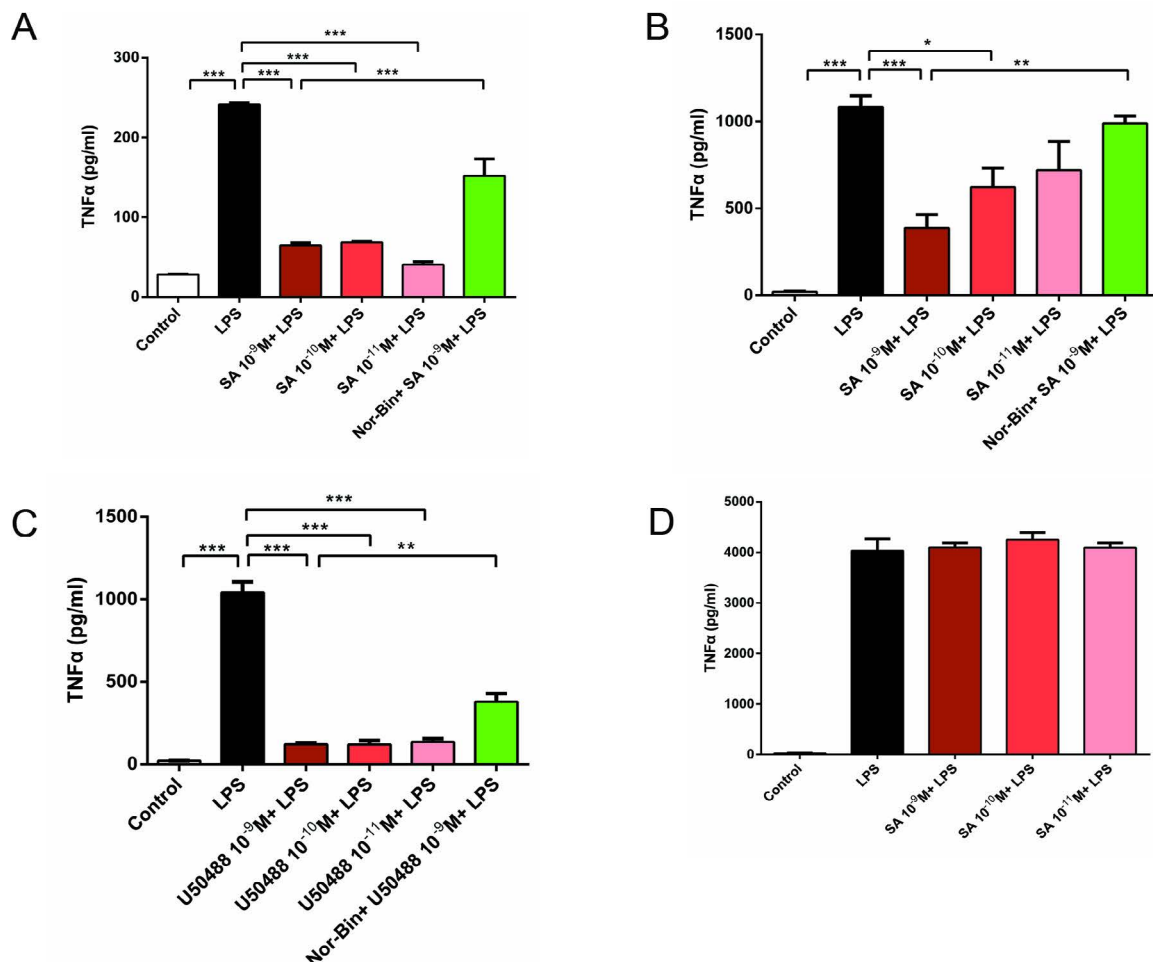 A
***
***
***
***
***
300
200
100
0
TNFα (pg/ml)
Control
LPS
SA 10⁻⁹M+ LPS
SA 10⁻¹⁰M+ LPS
SA 10⁻¹¹M+ LPS
Nor-Bin+ SA 10⁻⁹M+ LPS
B
*
***
***
**
1500
1000
500
0
TNFα (pg/ml)
Control
LPS
SA 10⁻⁹M+ LPS
SA 10⁻¹⁰M+ LPS
SA 10⁻¹¹M+ LPS
Nor-Bin+ SA 10⁻⁹M+ LPS
C
***
***
***
***
**
1500
1000
500
0
TNFα (pg/ml)
Control
LPS
U50488 10⁻⁹M+ LPS
U50488 10⁻¹⁰M+ LPS
U50488 10⁻¹¹M+ LPS
Nor-Bin+ U50488 10⁻⁹M+ LPS
D
5000
4000
3000
2000
1000
0
TNFα (pg/ml)
Control
LPS
SA 10⁻⁹M+ LPS
SA 10⁻¹⁰M+ LPS
SA 10⁻¹¹M+ LPS